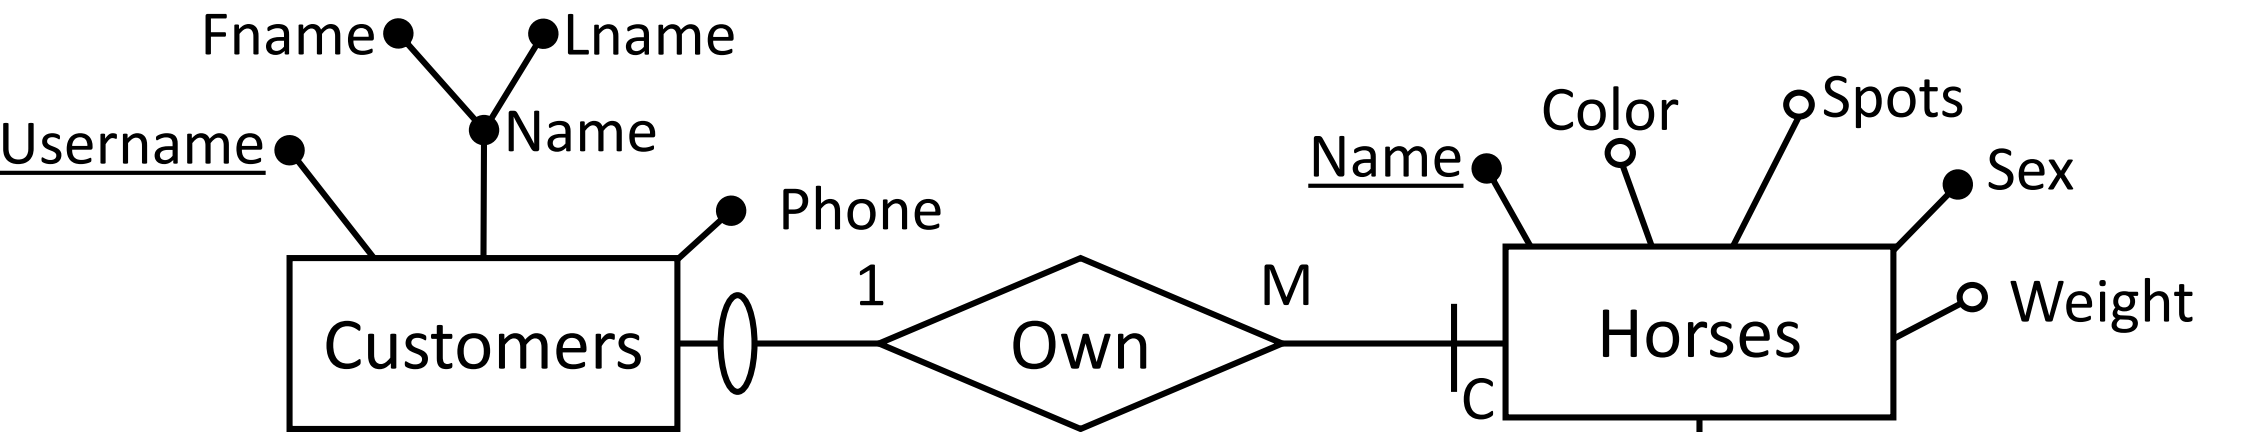 Fname
Lname
Username
Name
Phone
Customers
1
Own
M
C
Name
Color
Spots
Sex
Weight
Horses